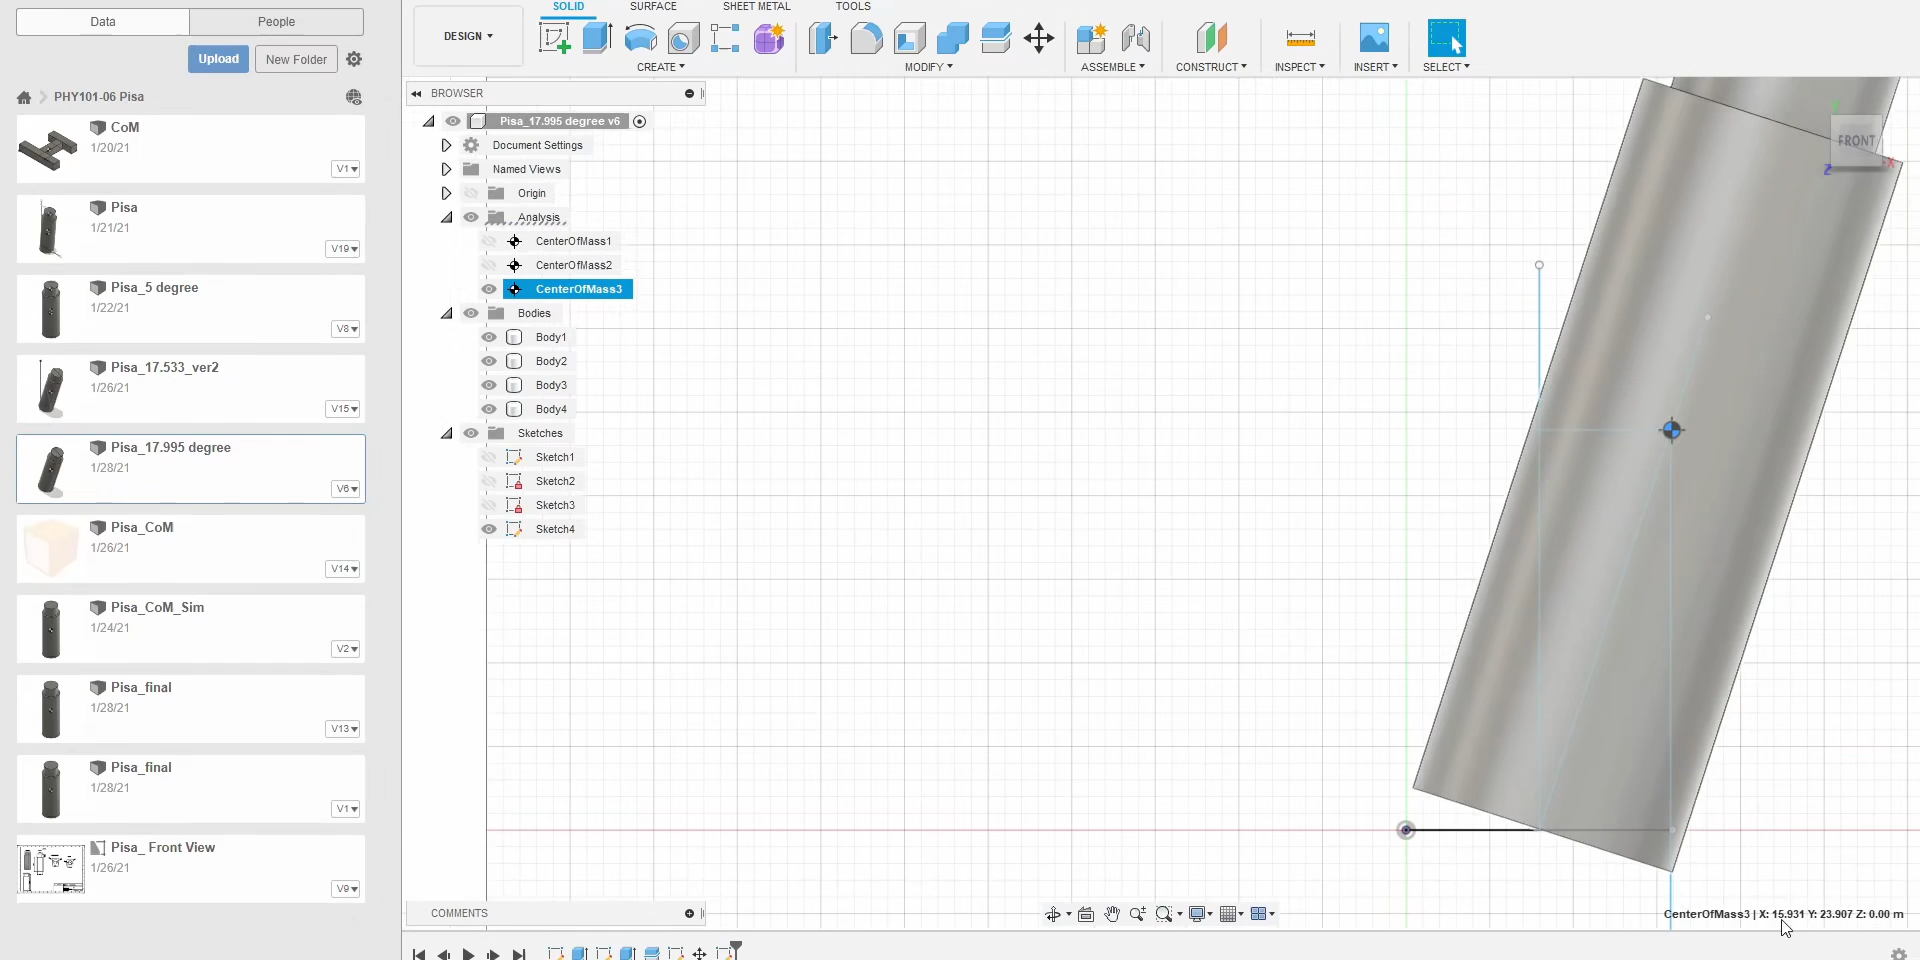 Data People
Upload New Folder
PHY101-06 Pisa
CoM
1/20/21
V1
Pisa
1/21/21
V19
Pisa_5 degree
1/22/21
V8
Pisa_17.533_ver2
1/26/21
V15
Pisa_17.995 degree
1/28/21
V6
Pisa_CoM
1/26/21
V14
Pisa_CoM_Sim
1/24/21
V2
Pisa_final
1/28/21
V13
Pisa_final
1/28/21
V1
Pisa_ Front View
1/26/21
V9
SOLID SURFACE SHEET METAL TOOLS
DESIGN
CREATE MODIFY ASSEMBLE CONSTRUCT INSPECT INSERT SELECT
BROWSER
Pisa_17.995 degree v6
Document Settings
Named Views
Origin
Analysis
CenterOfMass1
CenterOfMass2
CenterOfMass3
Bodies
Body1
Body2
Body3
Body4
Sketches
Sketch1
Sketch2
Sketch3
Sketch4
FRONT
X
Z
COMMENTS
CenterOfMass3 | X: 15.931 Y: 23.907 Z: 0.00 m